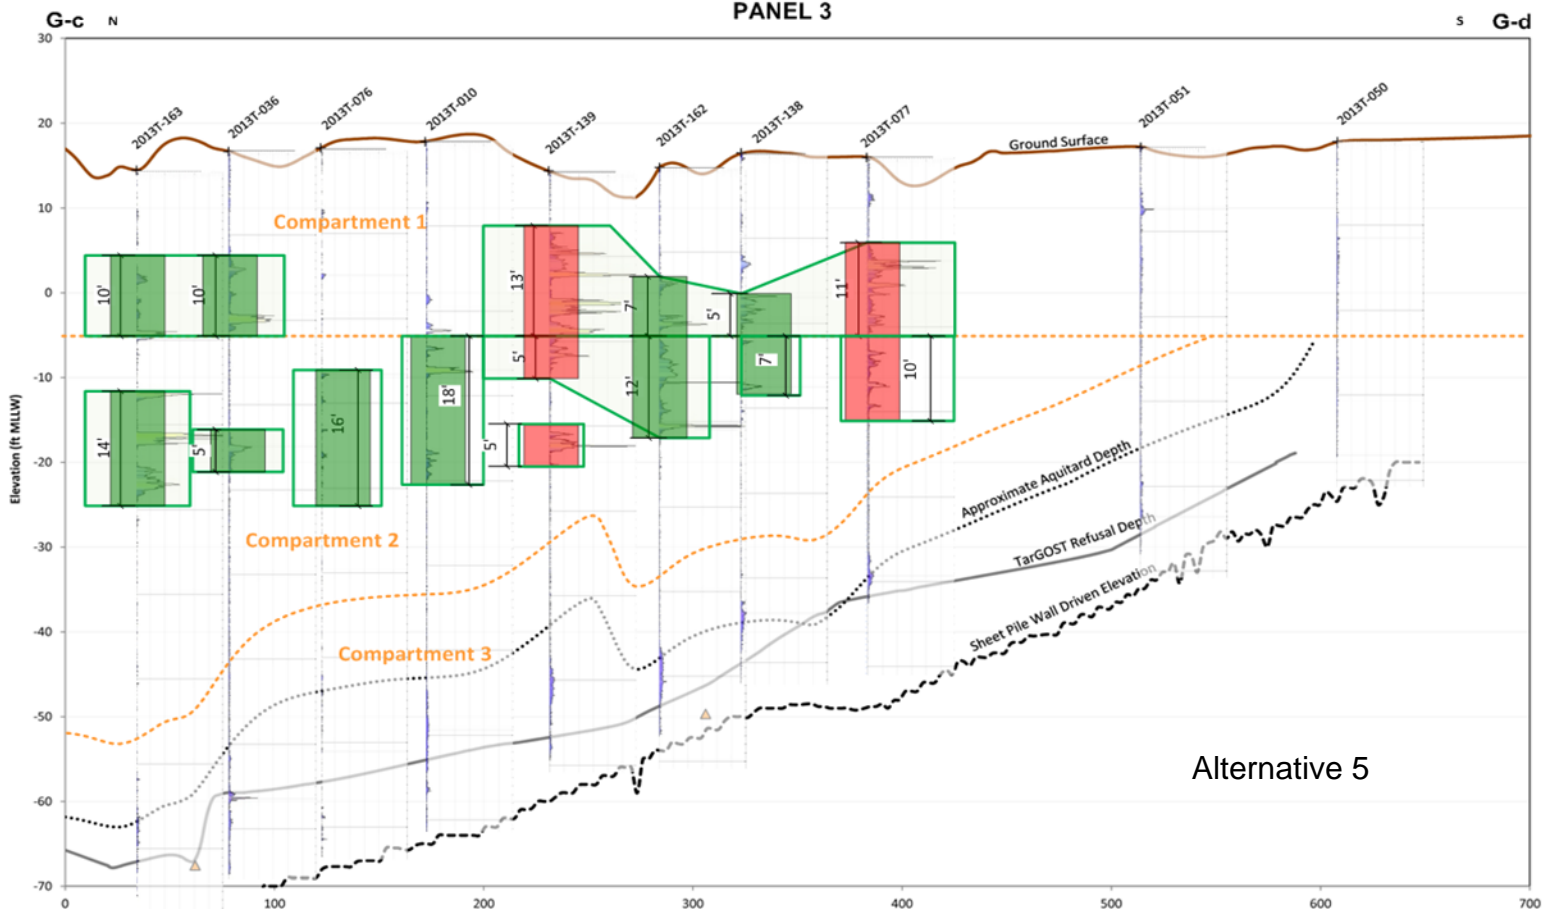 PANEL 3
G-c N
S G-d
30
20
10
0
-10
-20
-30
-40
-50
-60
-70
Elevation (ft MLLW)
2013T-163
2013T-036
2013T-076
2013T-010
2013T-139
2013T-162
2013T-138
2013T-077
2013T-051
2013T-050
Ground Surface
Compartment 1
10'
10'
13'
7'
5'
11'
14'
5'
16'
18'
5'
5'
12'
7'
10'
Compartment 2
Compartment 3
Approximate Aquitard Depth
TarGOST Refusal Depth
Sheet Pile Wall Driven Elevation
Alternative 5
0
100
200
300
400
500
600
700